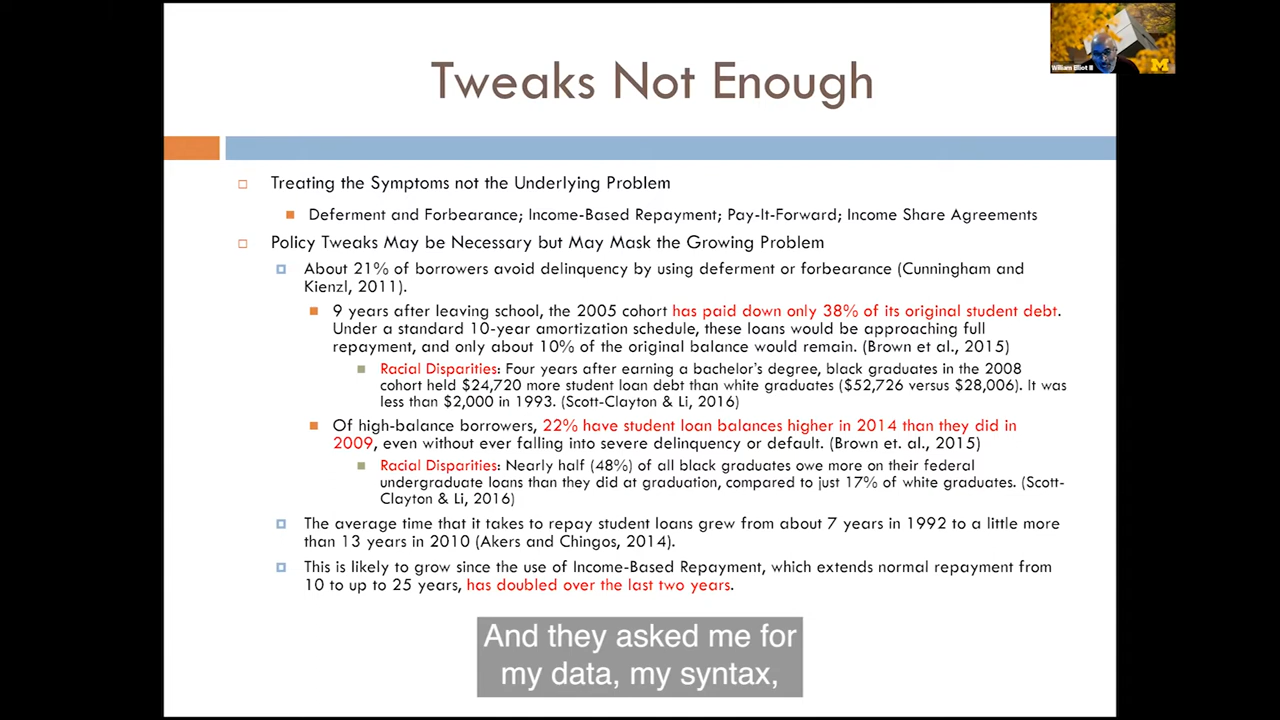 Tweaks Not Enough
William Elliot II
M
Treating the Symptoms not the Underlying Problem
Deferment and Forbearance; Income-Based Repayment; Pay-It-Forward; Income Share Agreements
Policy Tweaks May be Necessary but May Mask the Growing Problem
About 21% of borrowers avoid delinquency by using deferment or forbearance (Cunningham and
Kienzl, 2011).
9 years after leaving school, the 2005 cohort has paid down only 38% of its original student debt.
Under a standard 10-year amortization schedule, these loans would be approaching full
repayment, and only about 10% of the original balance would remain. (Brown et al., 2015)
Racial Disparities: Four years after earning a bachelor's degree, black graduates in the 2008
cohort held $24,720 more student loan debt than white graduates ($52,726 versus $28,006). It was
less than $2,000 in 1993. (Scott-Clayton & Li, 2016)
Of high-balance borrowers, 22% have student loan balances higher in 2014 than they did in
2009, even without ever falling into severe delinquency or default. (Brown et. al., 2015)
Racial Disparities: Nearly half (48%) of all black graduates owe more on their federal
undergraduate loans than they did at graduation, compared to just 17% of white graduates. (Scott-
Clayton & Li, 2016)
The average time that it takes to repay student loans grew from about 7 years in 1992 to a little more
than 13 years in 2010 (Akers and Chingos, 2014).
This is likely to grow since the use of Income-Based Repayment, which extends normal repayment from
10 to up to 25 years, has doubled over the last two years.
And they asked me for
my data, my syntax,